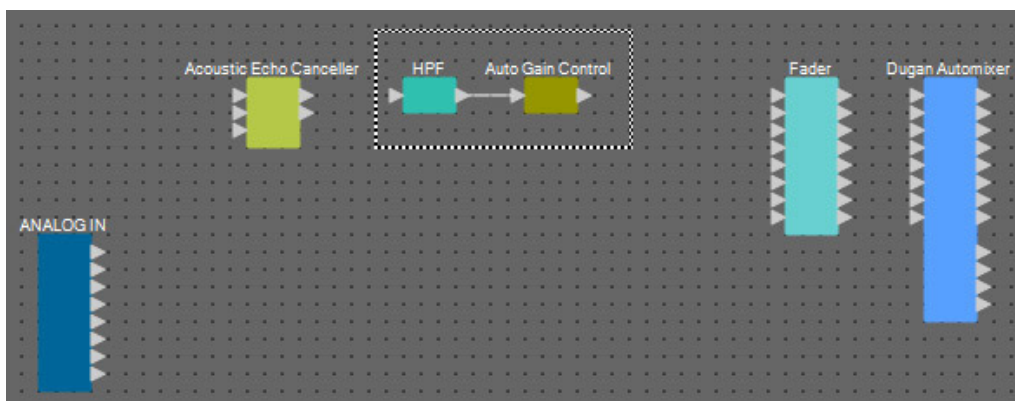 Acoustic Echo Canceller
HPF
Auto Gain Control
Fader
Dugan Automixer
ANALOG IN